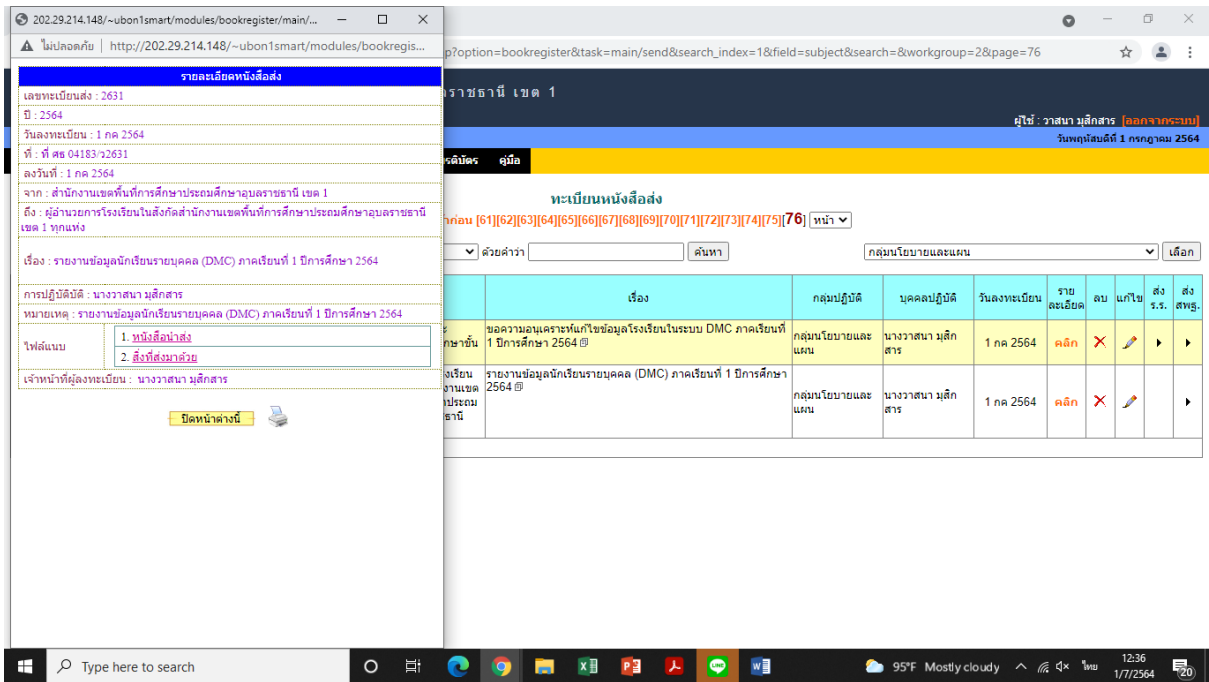 202.29.214.148/~ubon1smart/modules/bookregister/main/...
ไม่ปลอดภัย | http://202.29.214.148/~ubon1smart/modules/bookregis...
รายละเอียดหนังสือส่ง
เลขทะเบียนส่ง : 2631
ปี : 2564
วันลงทะเบียน : 1 กค 2564
ที่ : ที่ ศธ 04183/ว2631
ลงวันที่ : 1 กค 2564
จาก : สำนักงานเขตพื้นที่การศึกษาประถมศึกษาอุบลราชธานี เขต 1
ถึง : ผู้อำนวยการโรงเรียนในสังกัดสำนักงานเขตพื้นที่การศึกษาประถมศึกษาอุบลราชธานี
เขต 1 ทุกแห่ง
เรื่อง : รายงานข้อมูลนักเรียนรายบุคคล (DMC) ภาคเรียนที่ 1 ปีการศึกษา 2564
การปฏิบัติบัติ : นางวาสนา มุสิกสาร
หมายเหตุ : รายงานข้อมูลนักเรียนรายบุคคล (DMC) ภาคเรียนที่ 1 ปีการศึกษา 2564
ไฟล์แนบ
1. หนังสือนำส่ง
2. สิ่งที่ส่งมาด้วย
เจ้าหน้าที่ผู้ลงทะเบียน : นางวาสนา มุสิกสาร
ปิดหน้าต่างนี้
p?option=bookregister&task=main/send&search_index=1&field=subject&search=&workgroup=2&page=76
ราชธานี เขต 1
ผู้ใช้ : วาสนา มุสิกสาร [ออกจากระบบ]
วันพฤหัสบดีที่ 1 กรกฎาคม 2564
รติบัตร คู่มือ
ทะเบียนหนังสือส่ง
าก่อน [61][62][63][64][65][66][67][68][69][70][71][72][73][74][75][76] หน้า
ด้วยคำว่า ค้นหา กลุ่มนโยบายและแผน เลือก
เรื่อง กลุ่มปฏิบัติ บุคคลปฏิบัติ วันลงทะเบียน ราย ละเอียด ลบ แก้ไข ส่ง ร.ร. ส่ง สพฐ.
กษาขั้น
ขอความอนุเคราะห์แก้ไขข้อมูลโรงเรียนในระบบ DMC ภาคเรียนที่
1 ปีการศึกษา 2564
กลุ่มนโยบายและ
แผน
นางวาสนา มุสิก
สาร
1 กค 2564 คลิก
งเรียน
งานเขต
ประถม
ธานี
รายงานข้อมูลนักเรียนรายบุคคล (DMC) ภาคเรียนที่ 1 ปีการศึกษา
2564
กลุ่มนโยบายและ
แผน
นางวาสนา มุสิก
สาร
1 กค 2564 คลิก
Type here to search
95°F Mostly cloudy
ไทย
12:36
1/7/2564
20